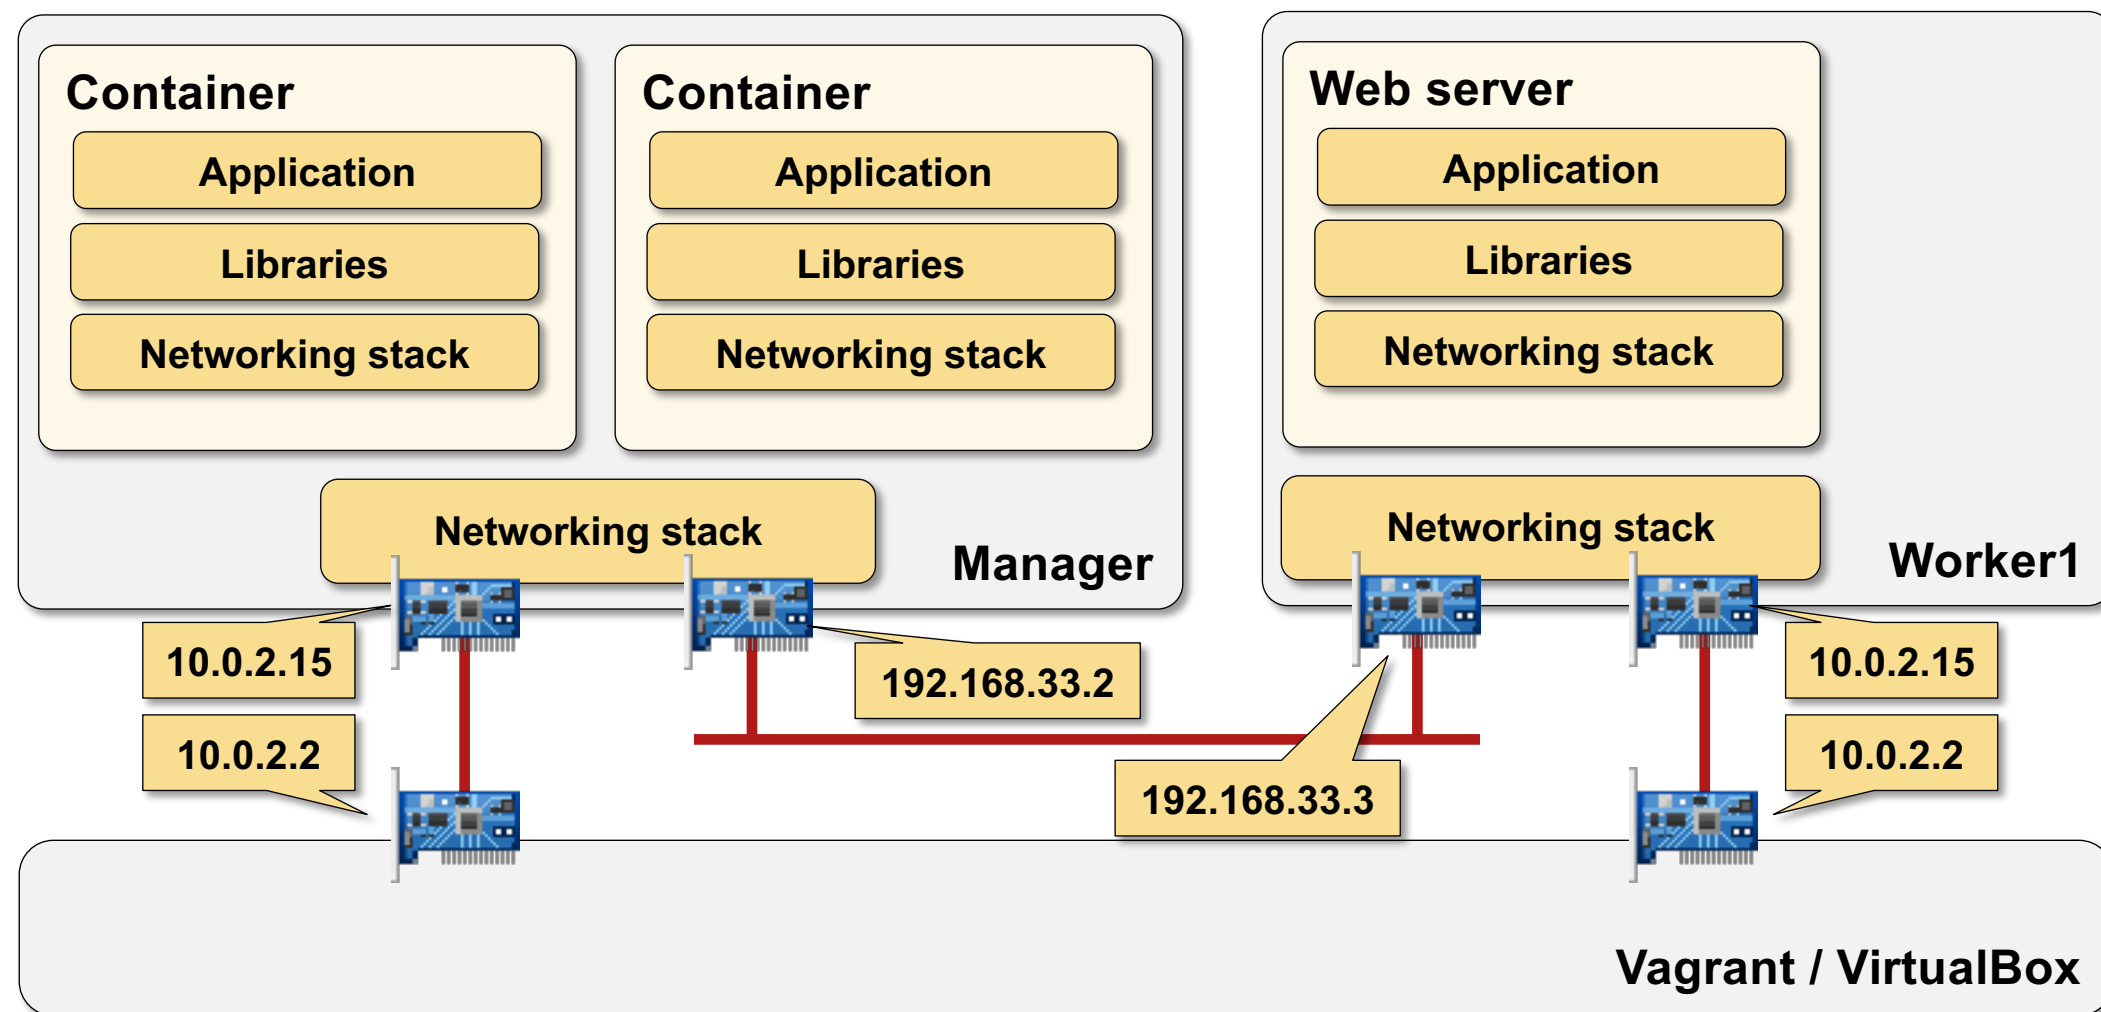 Container
Application
Libraries
Networking stack
Container
Application
Libraries
Networking stack
Networking stack
Manager
Web server
Application
Libraries
Networking stack
Networking stack
Worker1
10.0.2.15
192.168.33.2
10.0.2.15
10.0.2.2
192.168.33.3
10.0.2.2
Vagrant / VirtualBox